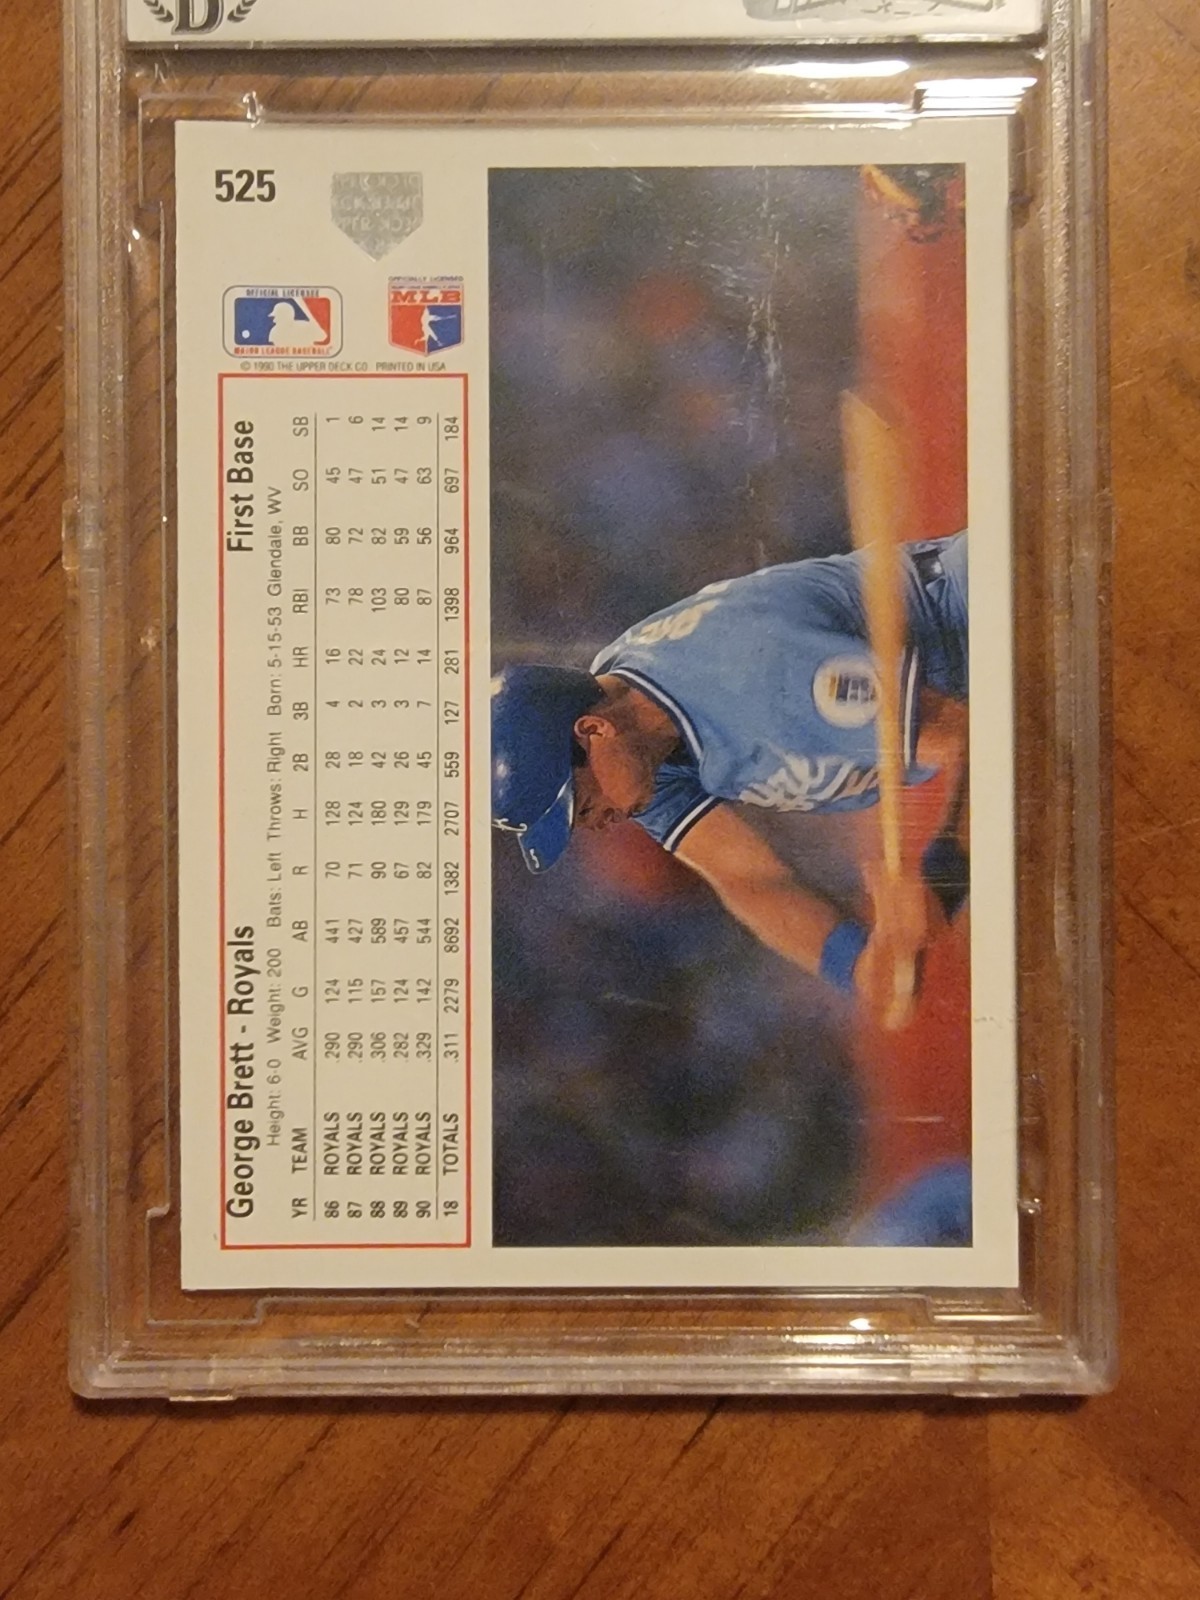 525
OFFICIAL LICENSEE
MAJOR LEAGUE BASEBALL
OFFICIALLY LICENSED
MLB
© 1990 THE UPPER DECK CO. PRINTED IN USA
George Brett - Royals First Base
Height: 6-0 Weight: 200 Bats: Left Throws: Right Born: 5-15-53 Glendale, WV
YR TEAM AVG G AB R H 2B 3B HR RBI BB SO SB
86 ROYALS .290 124 441 70 128 28 4 16 73 80 45 1
87 ROYALS .290 115 427 71 124 18 2 22 78 72 47 6
88 ROYALS .306 157 589 90 180 42 3 24 103 82 51 14
89 ROYALS .282 124 457 67 129 26 3 12 80 59 47 14
90 ROYALS .329 142 544 82 179 45 7 14 87 56 63 9
18 TOTALS .311 2279 8692 1382 2707 559 127 281 1398 964 697 184